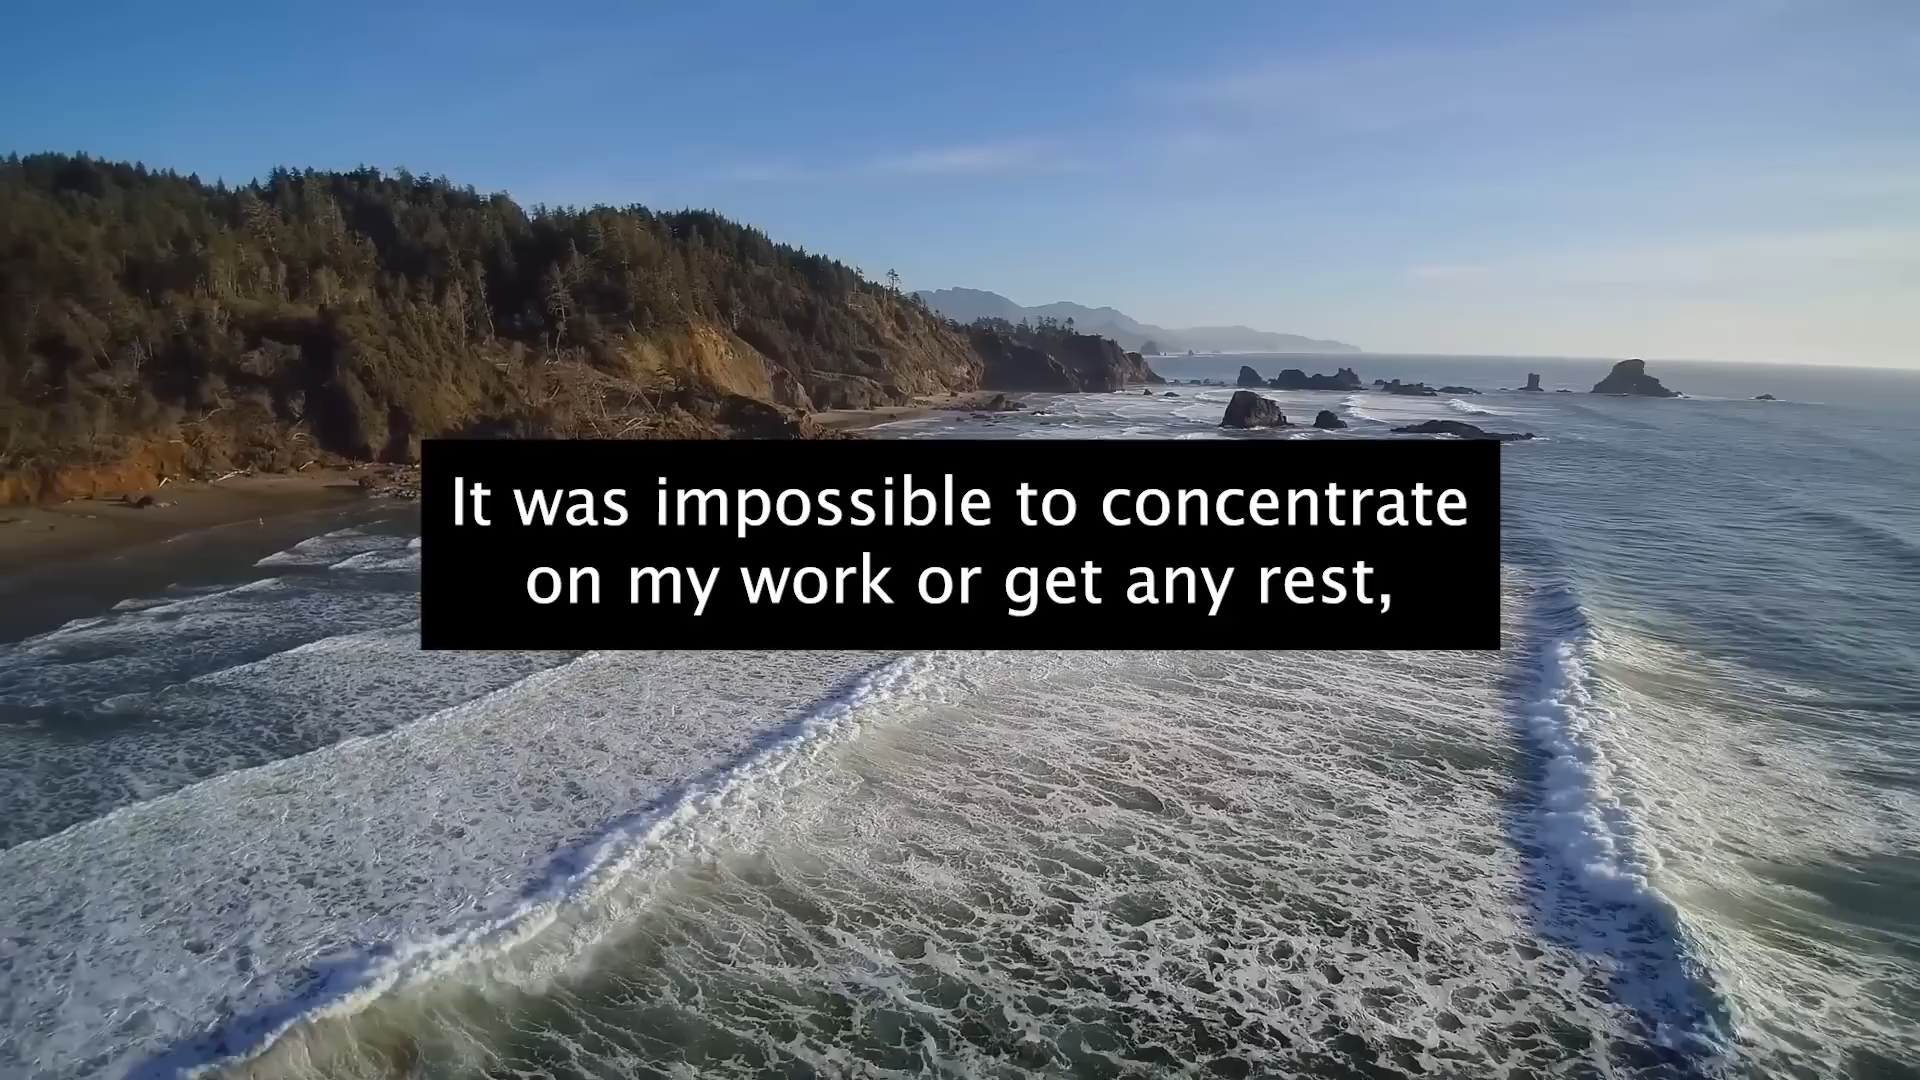 It was impossible to concentrate
on my work or get any rest,